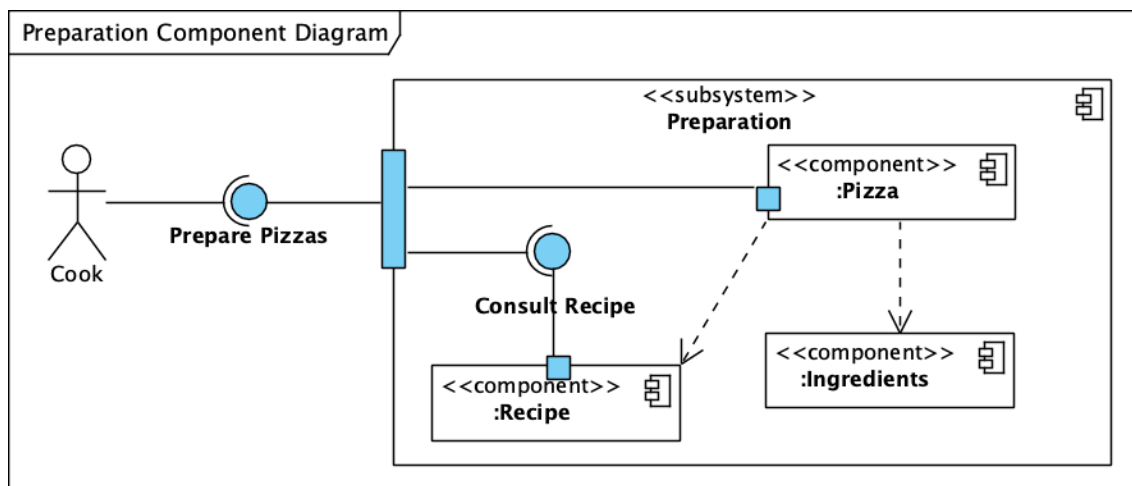 Preparation Component Diagram
<<subsystem>>
Preparation
<<component>>
:Pizza
Prepare Pizzas
Cook
Consult Recipe
<<component>>
:Recipe
<<component>>
:Ingredients